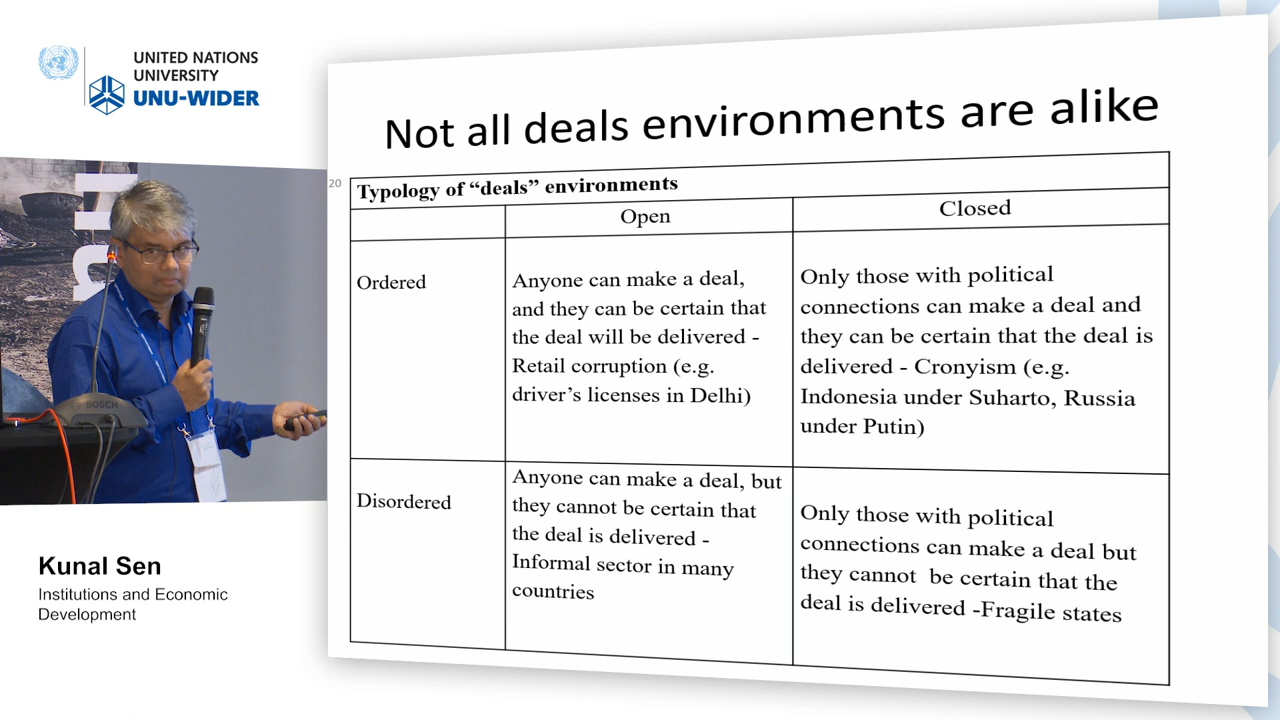 UNITED NATIONS
UNIVERSITY
UNU-WIDER
Not all deals environments are alike
20
Typology of “deals” environments
Open
Closed
Ordered
Anyone can make a deal,
and they can be certain that
the deal will be delivered -
Retail corruption (e.g.
driver’s licenses in Delhi)
Only those with political
connections can make a deal and
they can be certain that the deal is
delivered - Cronyism (e.g.
Indonesia under Suharto, Russia
under Putin)
Disordered
Anyone can make a deal, but
they cannot be certain that
the deal is delivered -
Informal sector in many
countries
Only those with political
connections can make a deal but
they cannot  be certain that the
deal is delivered -Fragile states
BOSCH
Kunal Sen
Institutions and Economic
Development